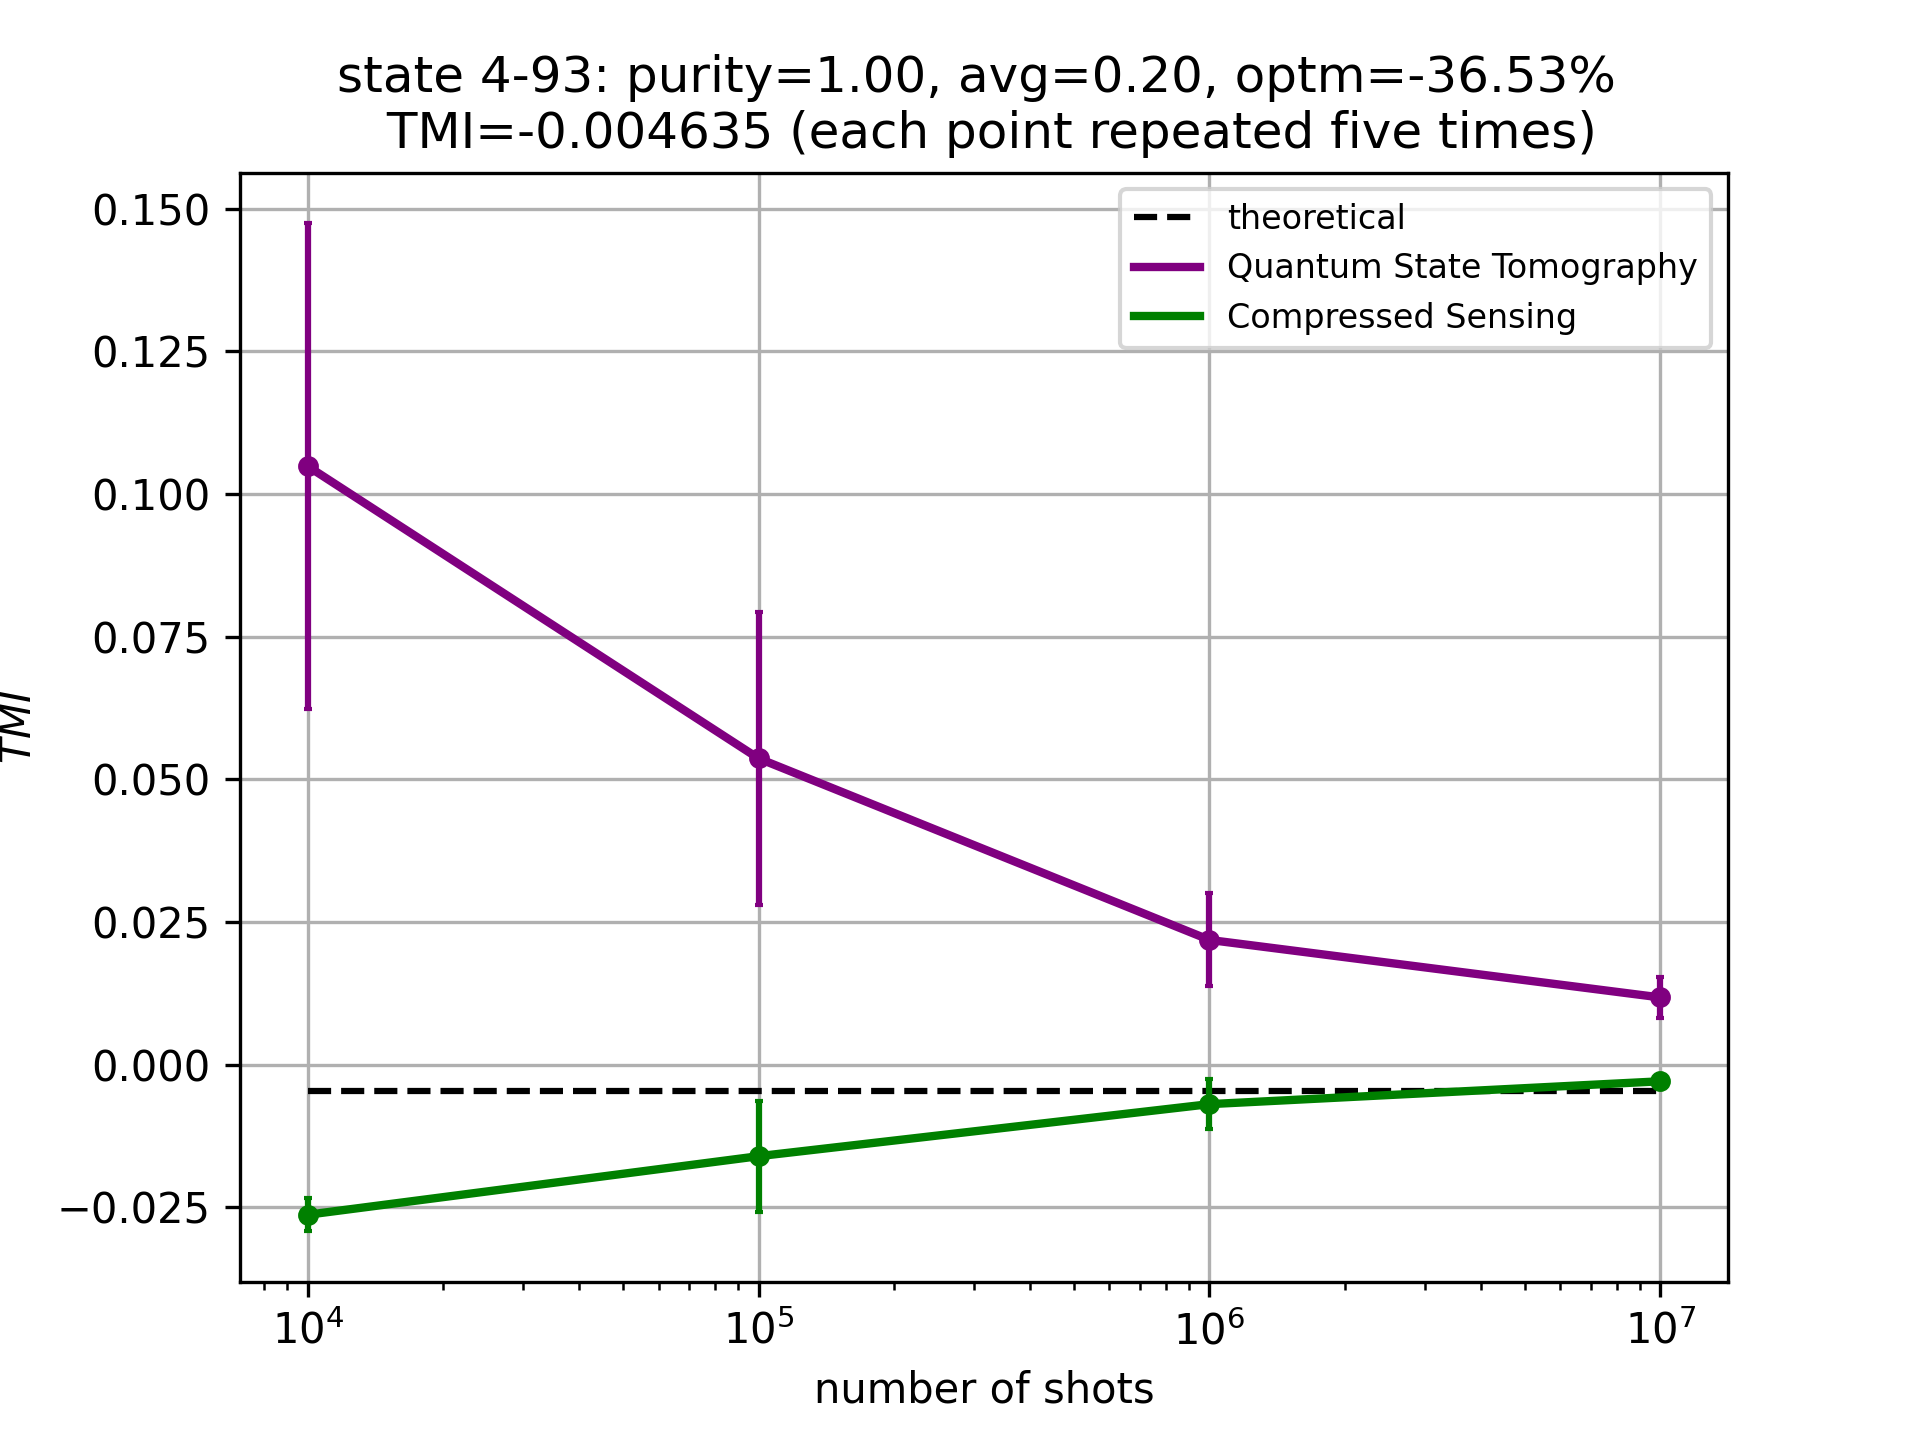 state 4-93: purity=1.00, avg=0.20, optm=-36.53%
TMI=-0.004635 (each point repeated five times)
theoretical
Quantum State Tomography
Compressed Sensing
0.150
0.125
0.100
0.075
0.050
0.025
0.000
−0.025
TMI
10⁴ 10⁵ 10⁶ 10⁷
number of shots